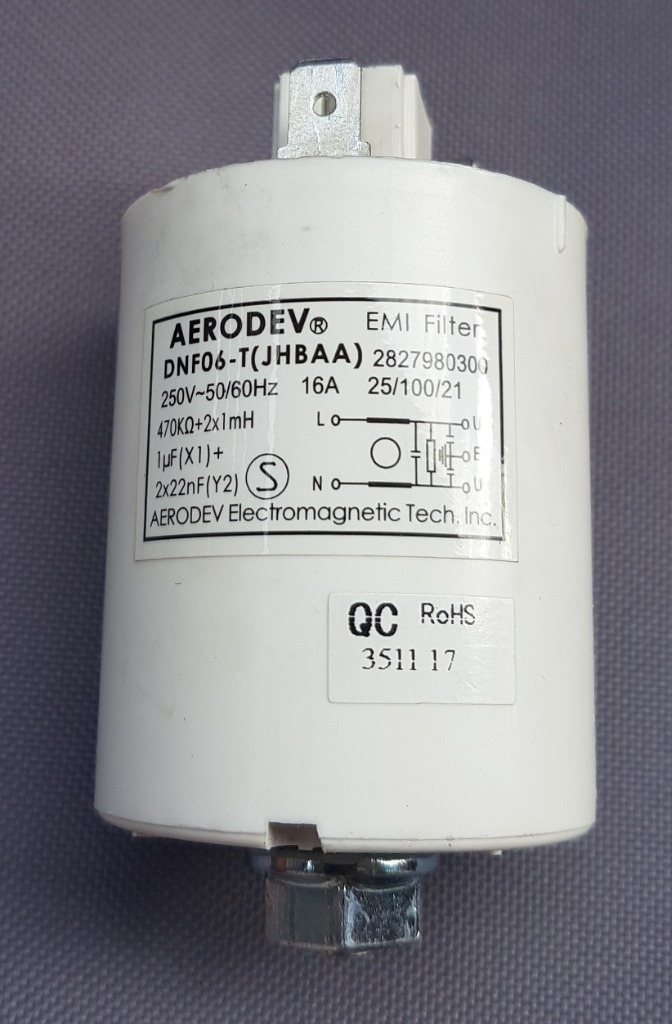 AERODEV® EMI Filter
DNF06-T(JHBAA) 2827980300
250V~50/60Hz 16A 25/100/21
470KΩ+2x1mH
1µF(X1)+
2x22nF(Y2) S
L U
E
N U
AERODEV Electromagnetic Tech. Inc.
QC RoHS
3511 17